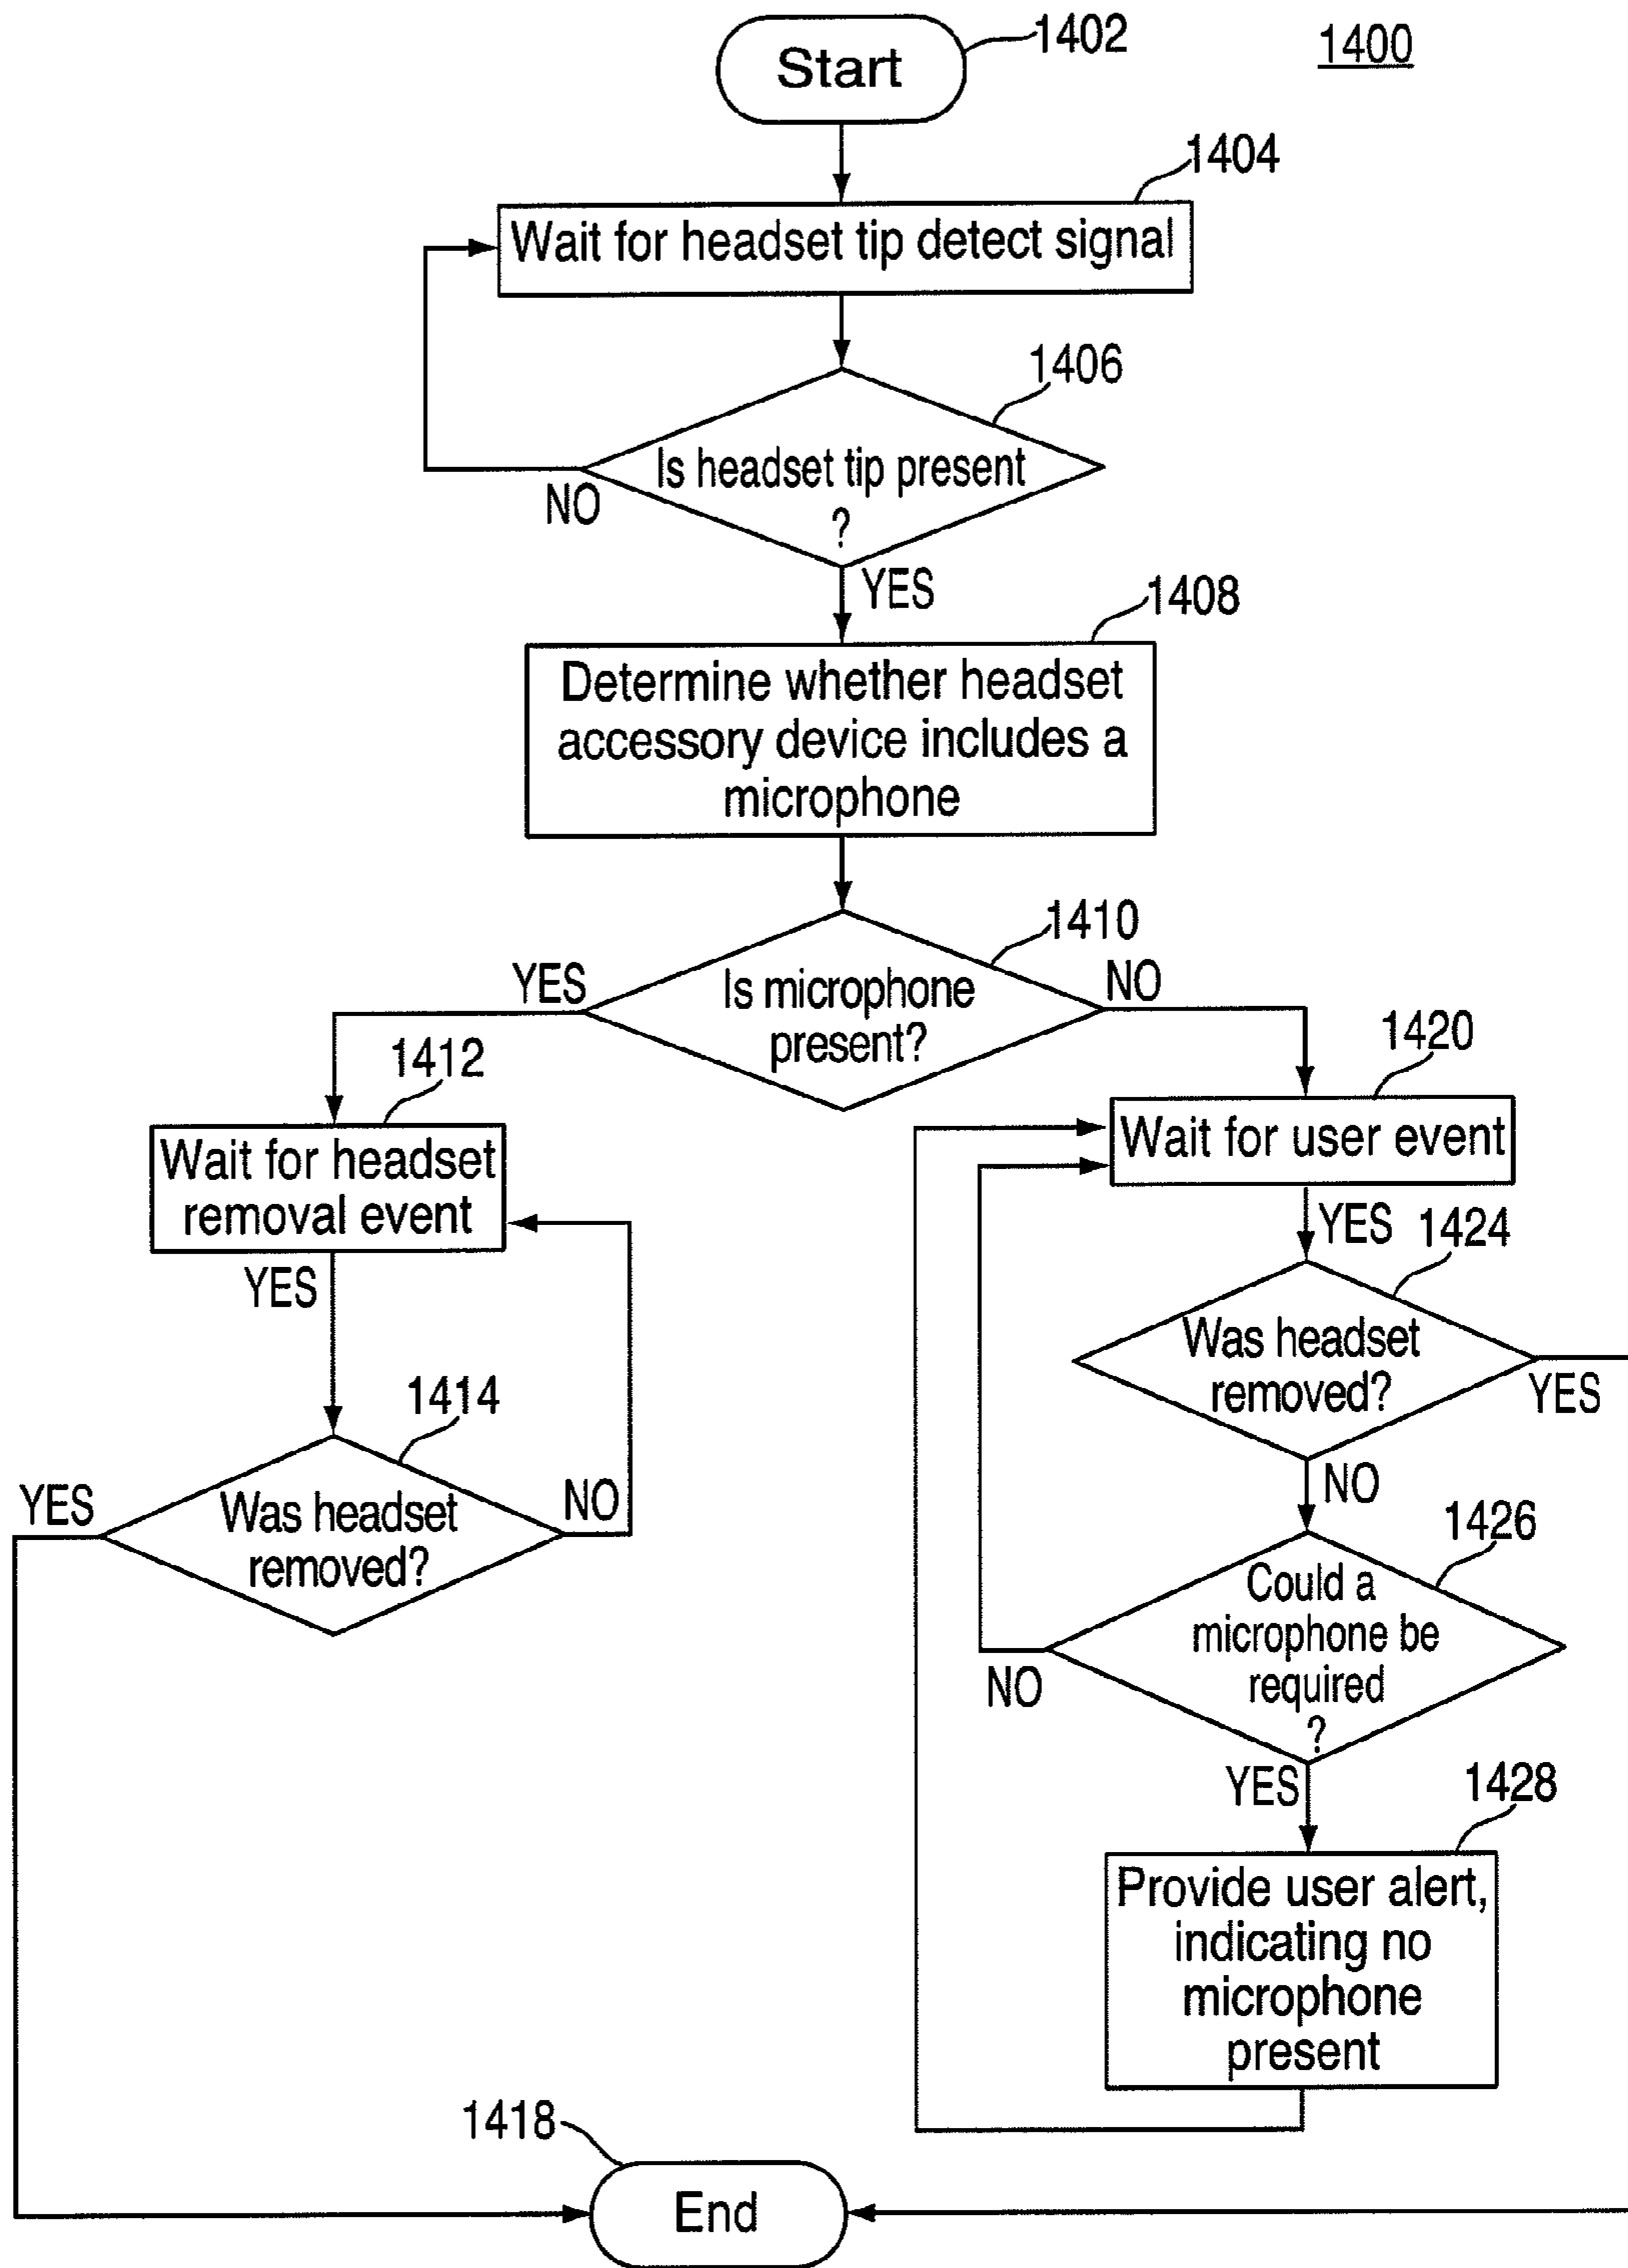 1402
1400
Start
1404
Wait for headset tip detect signal
1406
Is headset tip present
?
NO
YES
1408
Determine whether headset
accessory device includes a
microphone
1410
YES
Is microphone
present?
NO
1412
1420
Wait for headset
removal event
Wait for user event
YES
YES
1424
Was headset
removed?
YES
1414
YES
Was headset
removed?
NO
NO
1426
Could a
microphone be
required
?
NO
YES
1428
Provide user alert,
indicating no
microphone
present
1418
End